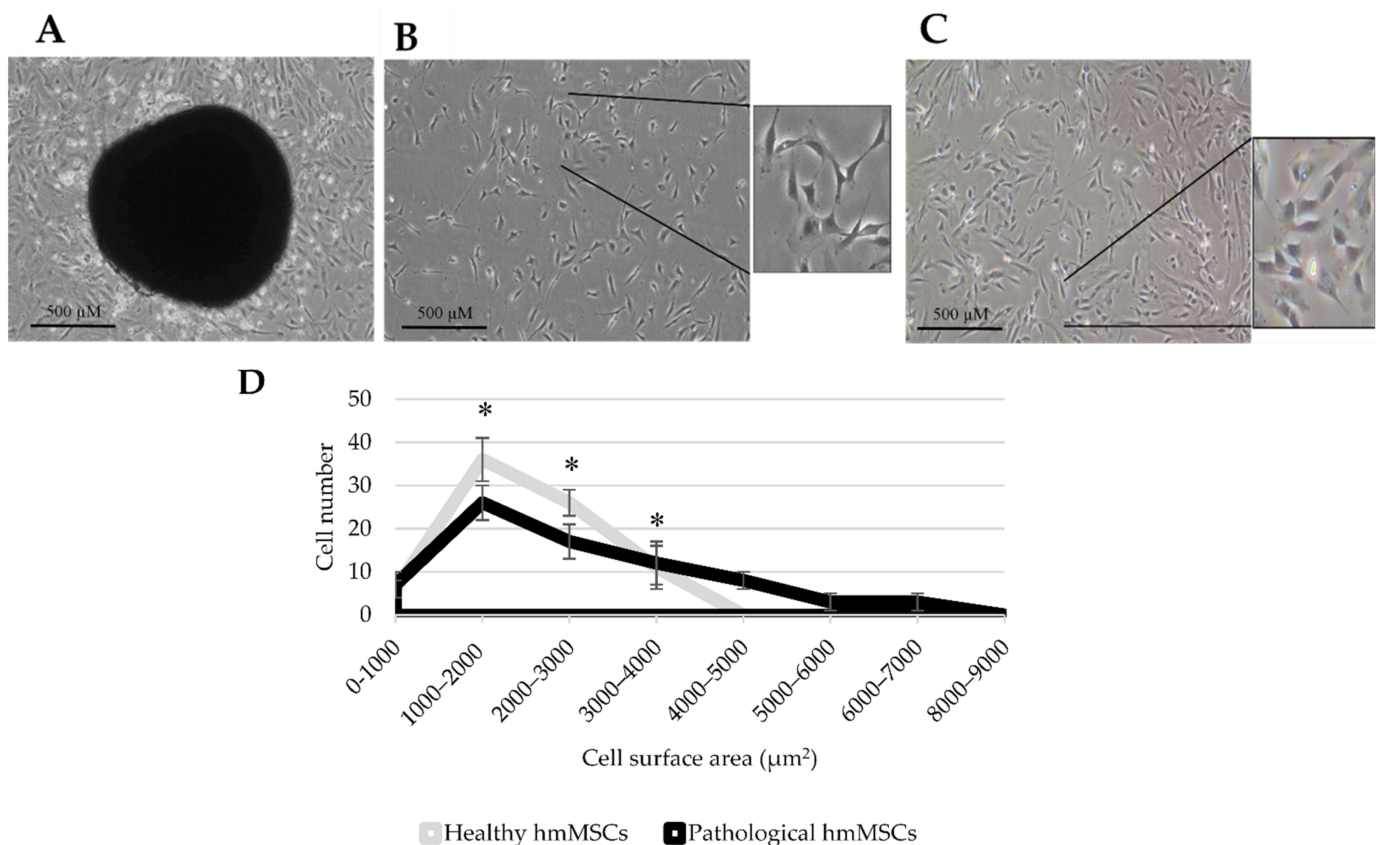 A
B
C
500 μM
500 μM
500 μM
D
50
40
30
20
10
0
Cell number
*
*
*
0-1000
1000–2000
2000–3000
3000–4000
4000–5000
5000–6000
6000–7000
8000–9000
Cell surface area (μm²)
Healthy hmMSCs
Pathological hmMSCs